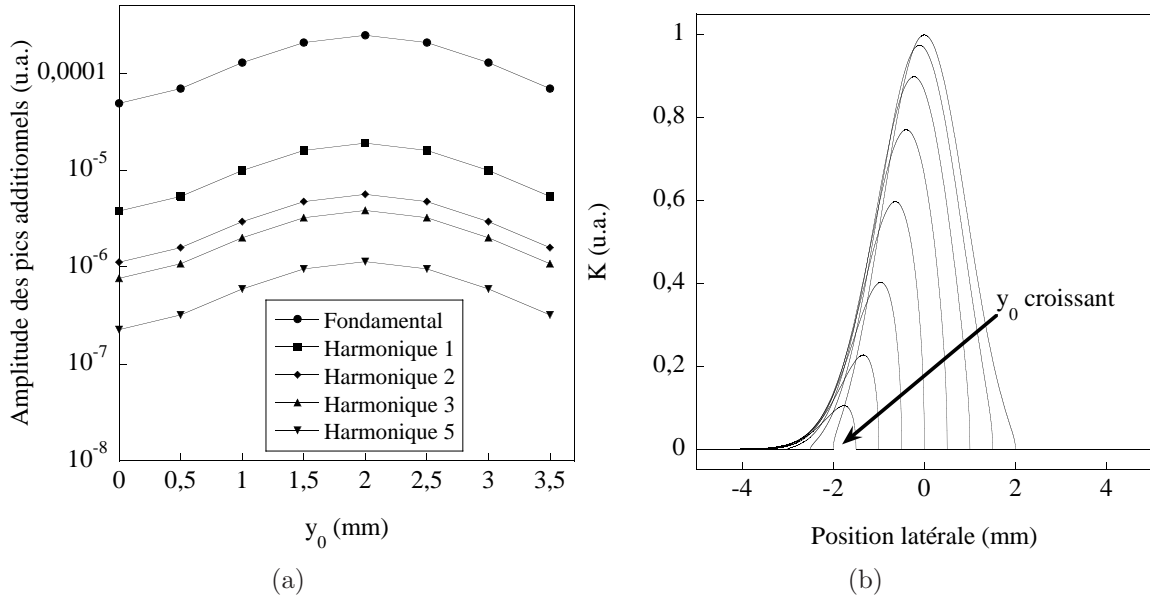 Amplitude des pics additionnels (u.a.)
0,0001
10^-5
10^-6
10^-7
10^-8
Fondamental
Harmonique 1
Harmonique 2
Harmonique 3
Harmonique 5
0 0,5 1 1,5 2 2,5 3 3,5
y_0 (mm)
(a)
K (u.a.)
1
0,8
0,6
0,4
0,2
0
y_0 croissant
-4 -2 0 2 4
Position latérale (mm)
(b)